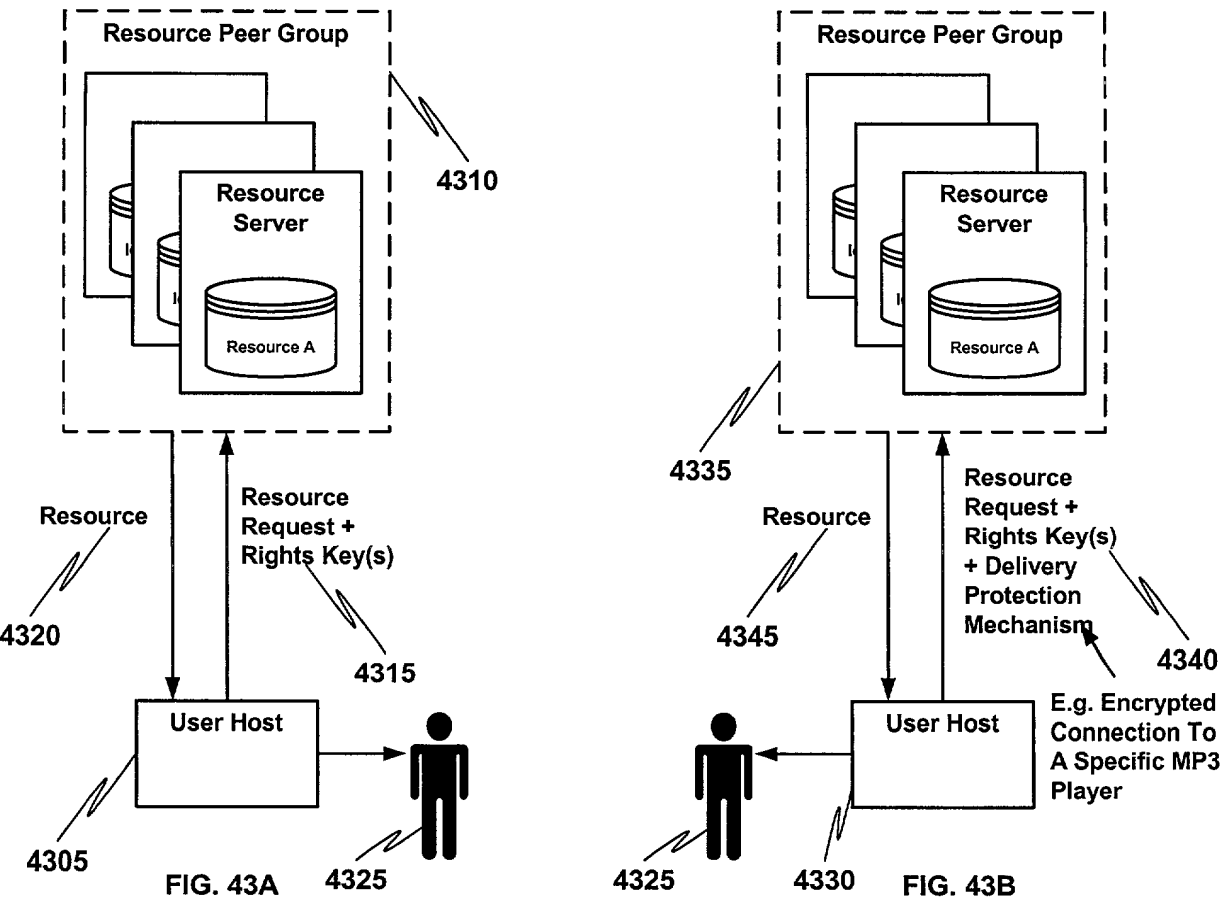 Resource Peer Group
Resource
Server
Resource A
4310
Resource
Resource
Request +
Rights Key(s)
4320
4315
User Host
4305
4325
FIG. 43A
Resource Peer Group
Resource
Server
Resource A
4335
Resource
Resource
Request +
Rights Key(s)
+ Delivery
Protection
Mechanism
4345
4340
User Host
E.g. Encrypted
Connection To
A Specific MP3
Player
4325
4330
FIG. 43B